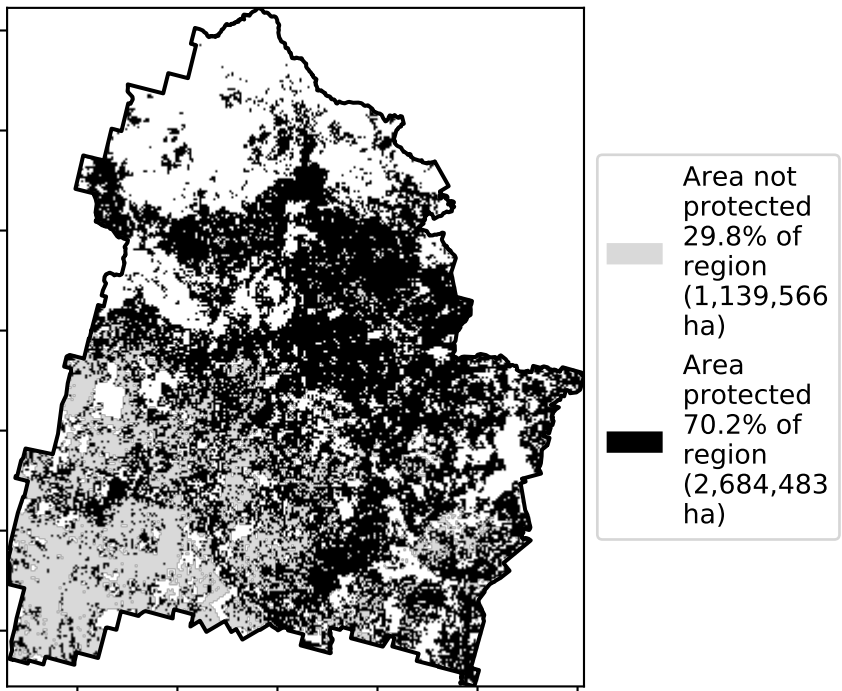 Area not
protected
29.8% of
region
(1,139,566
ha)
Area
protected
70.2% of
region
(2,684,483
ha)